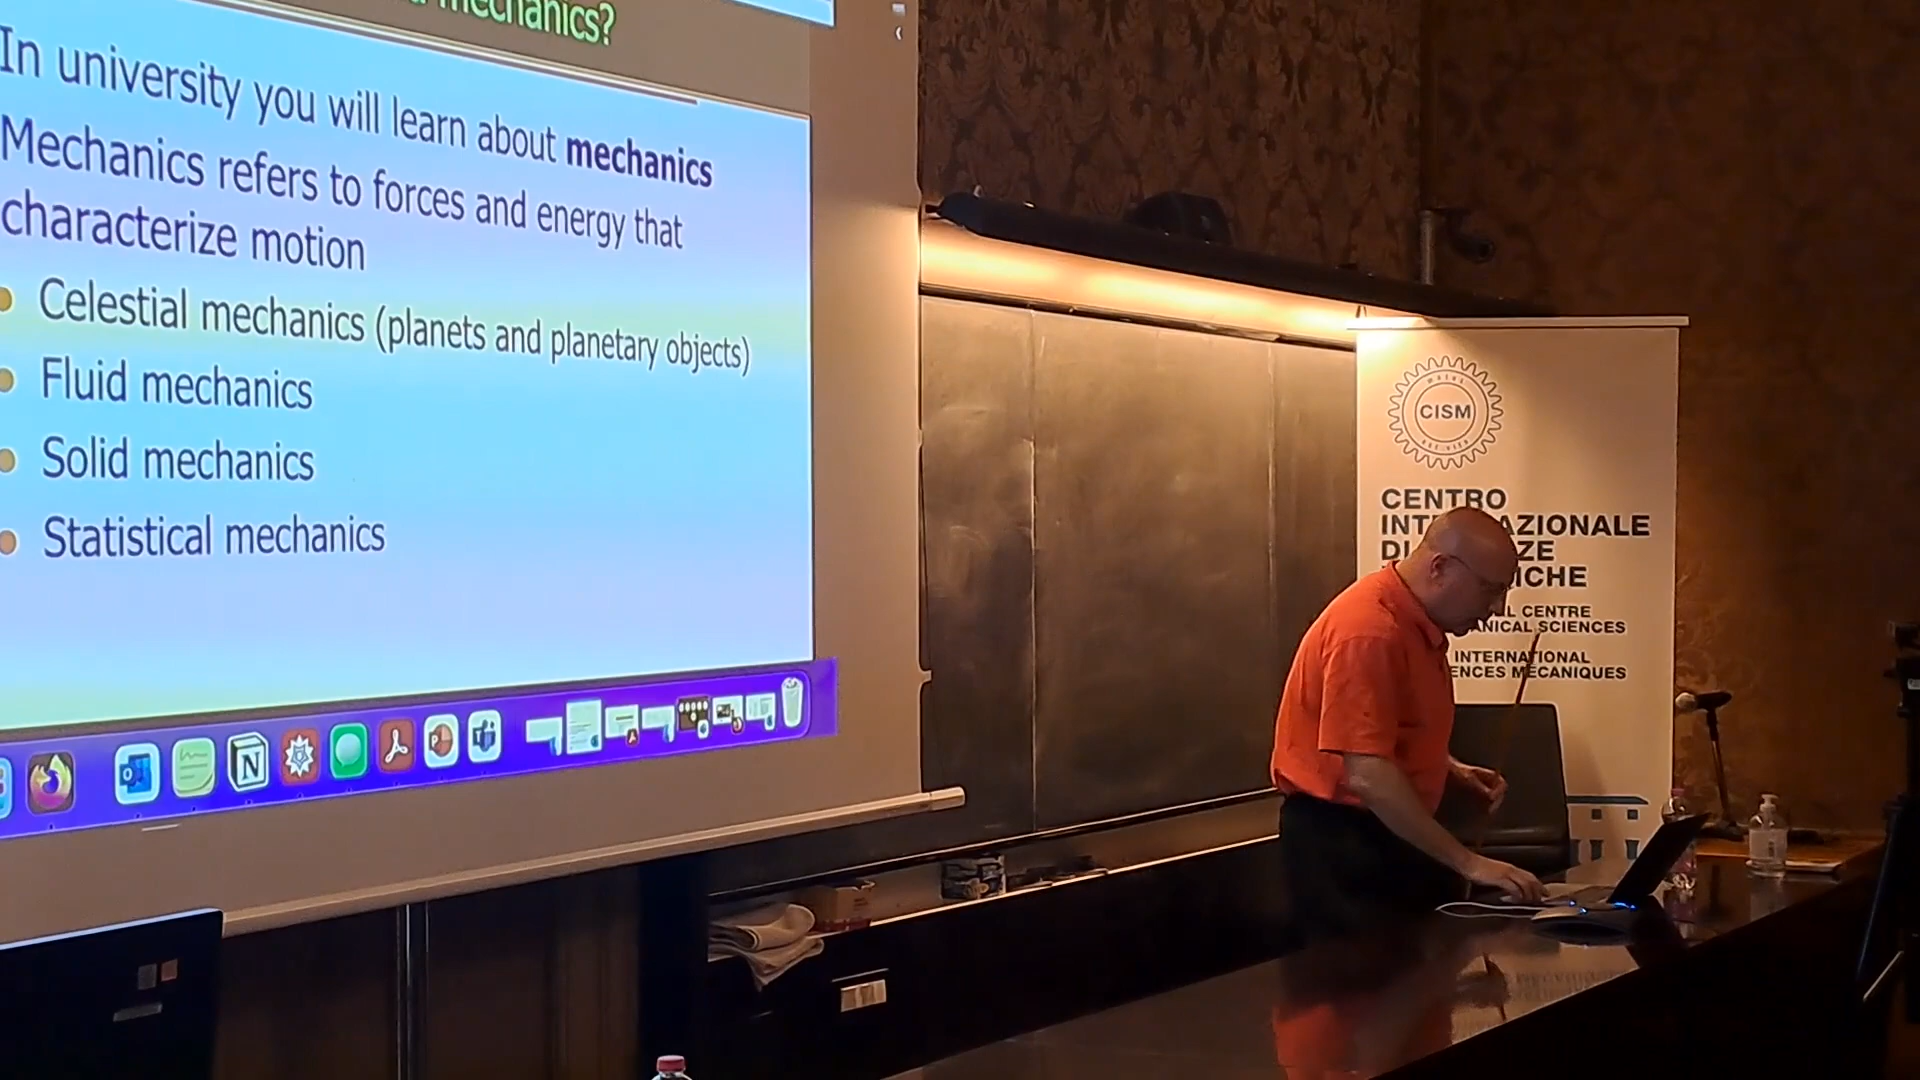 mechanics?
In university you will learn about mechanics
Mechanics refers to forces and energy that
characterize motion
Celestial mechanics (planets and planetary objects)
Fluid mechanics
Solid mechanics
Statistical mechanics
CISM
CENTRO
INT AZIONALE
DI ZE
ICHE
CENTRE
ANICAL SCIENCES
INTERNATIONAL
ENCES MÉCANIQUES